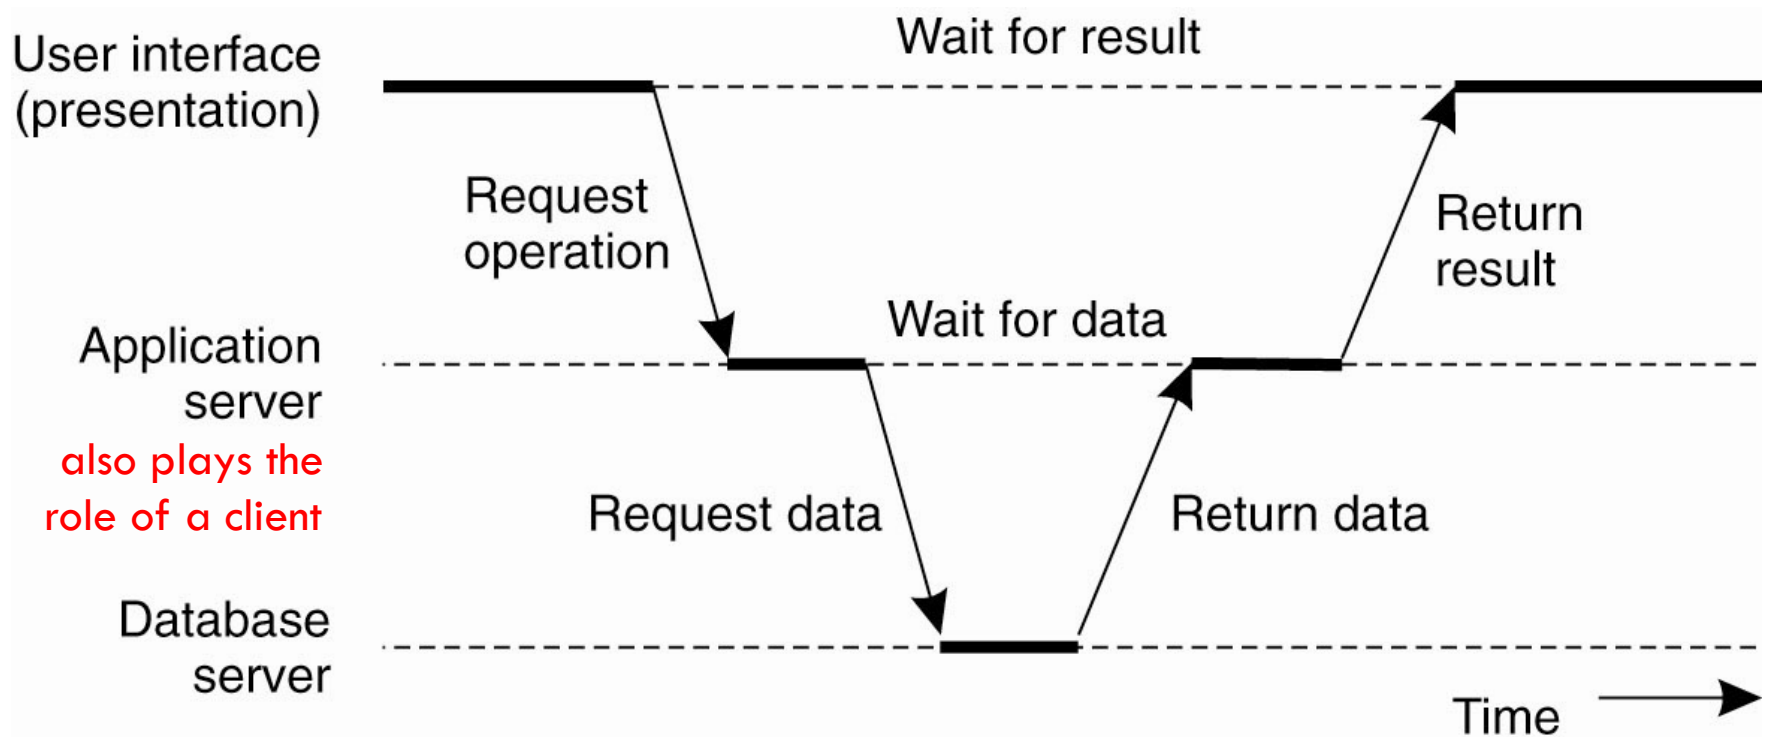 Wait for result
User interface
(presentation)
Request
operation
Return
result
Wait for data
Application
server
also plays the
role of a client
Request data
Return data
Database
server
Time